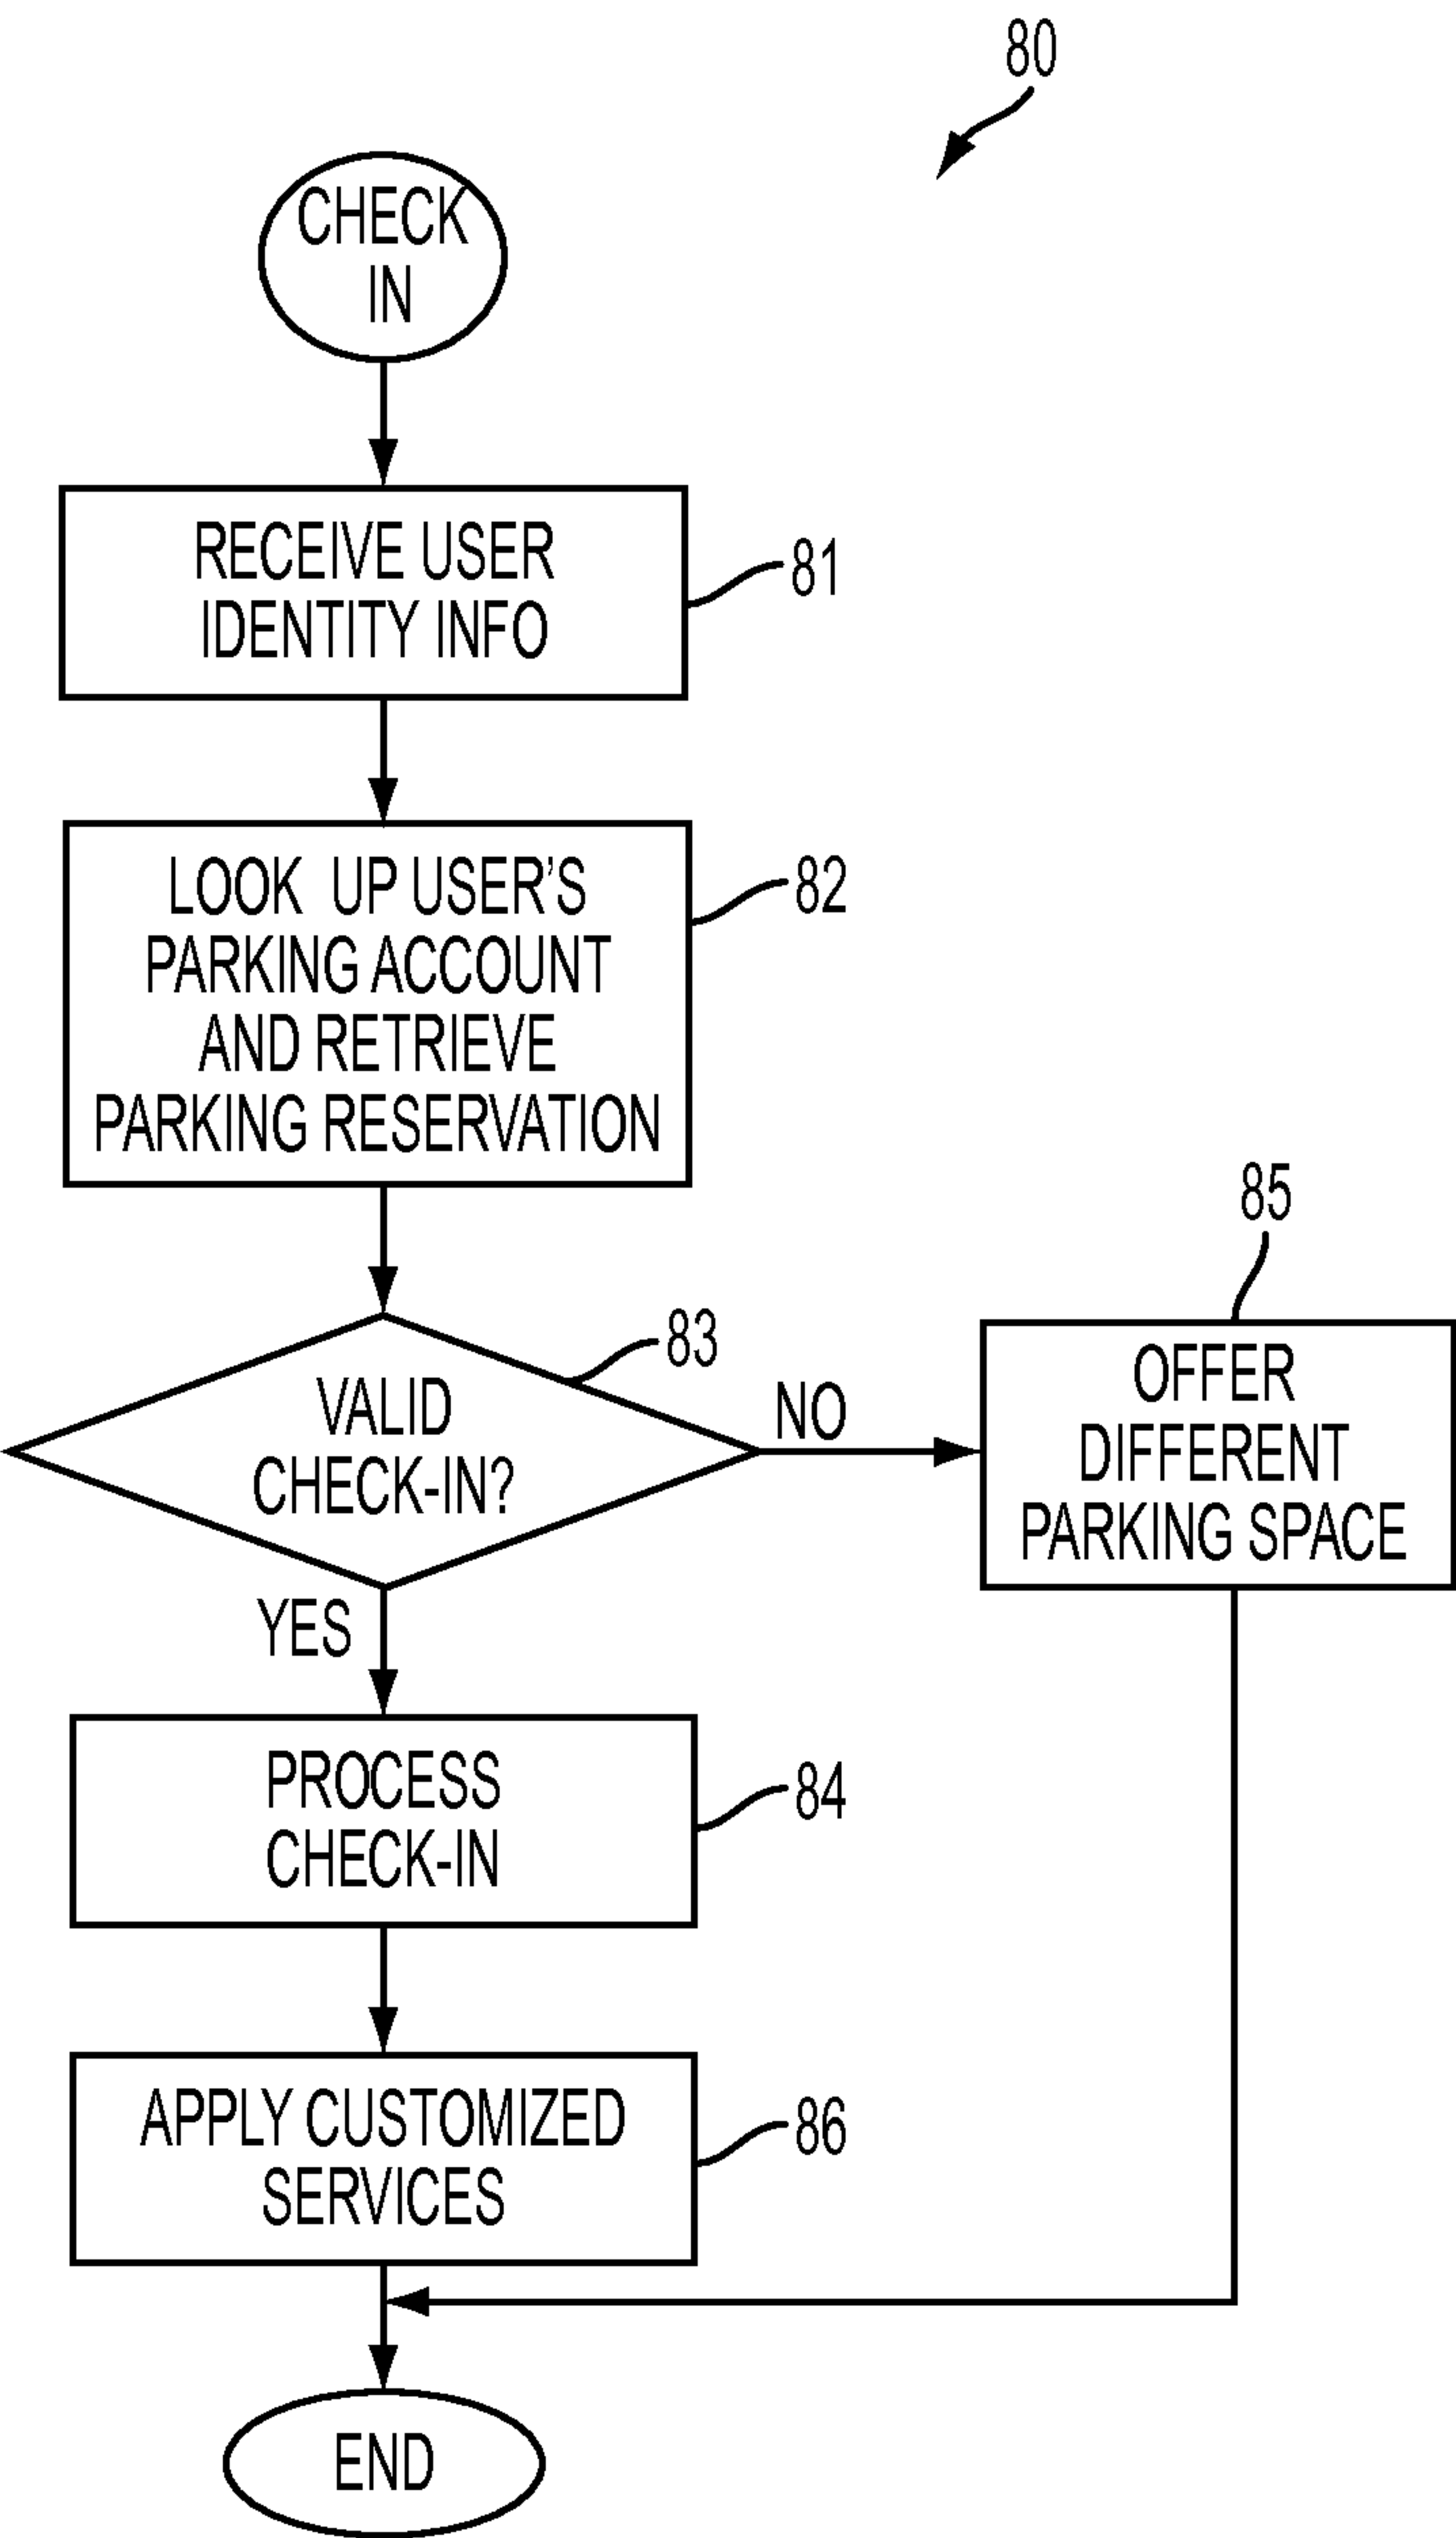 80
CHECK
IN
RECEIVE USER
IDENTITY INFO
81
LOOK UP USER'S
PARKING ACCOUNT
AND RETRIEVE
PARKING RESERVATION
82
VALID
CHECK-IN?
83
NO
85
OFFER
DIFFERENT
PARKING SPACE
YES
PROCESS
CHECK-IN
84
APPLY CUSTOMIZED
SERVICES
86
END